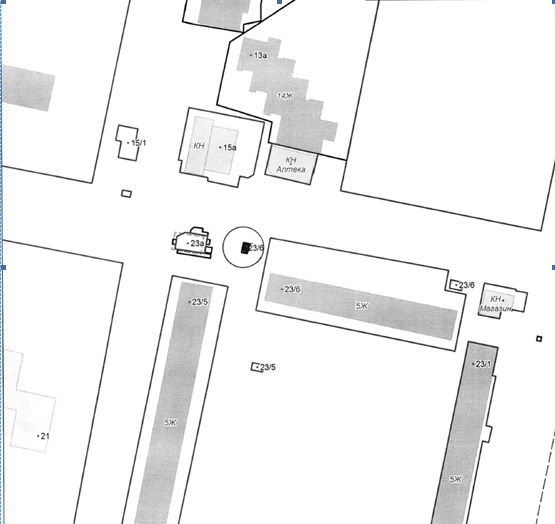 13а
14Ж
15/1
КН
15а
КН
Аптека
23а
23/6
23/6
23/6
5Ж
КН
Магазин
23/5
23/5
23/1
5Ж
21
5Ж